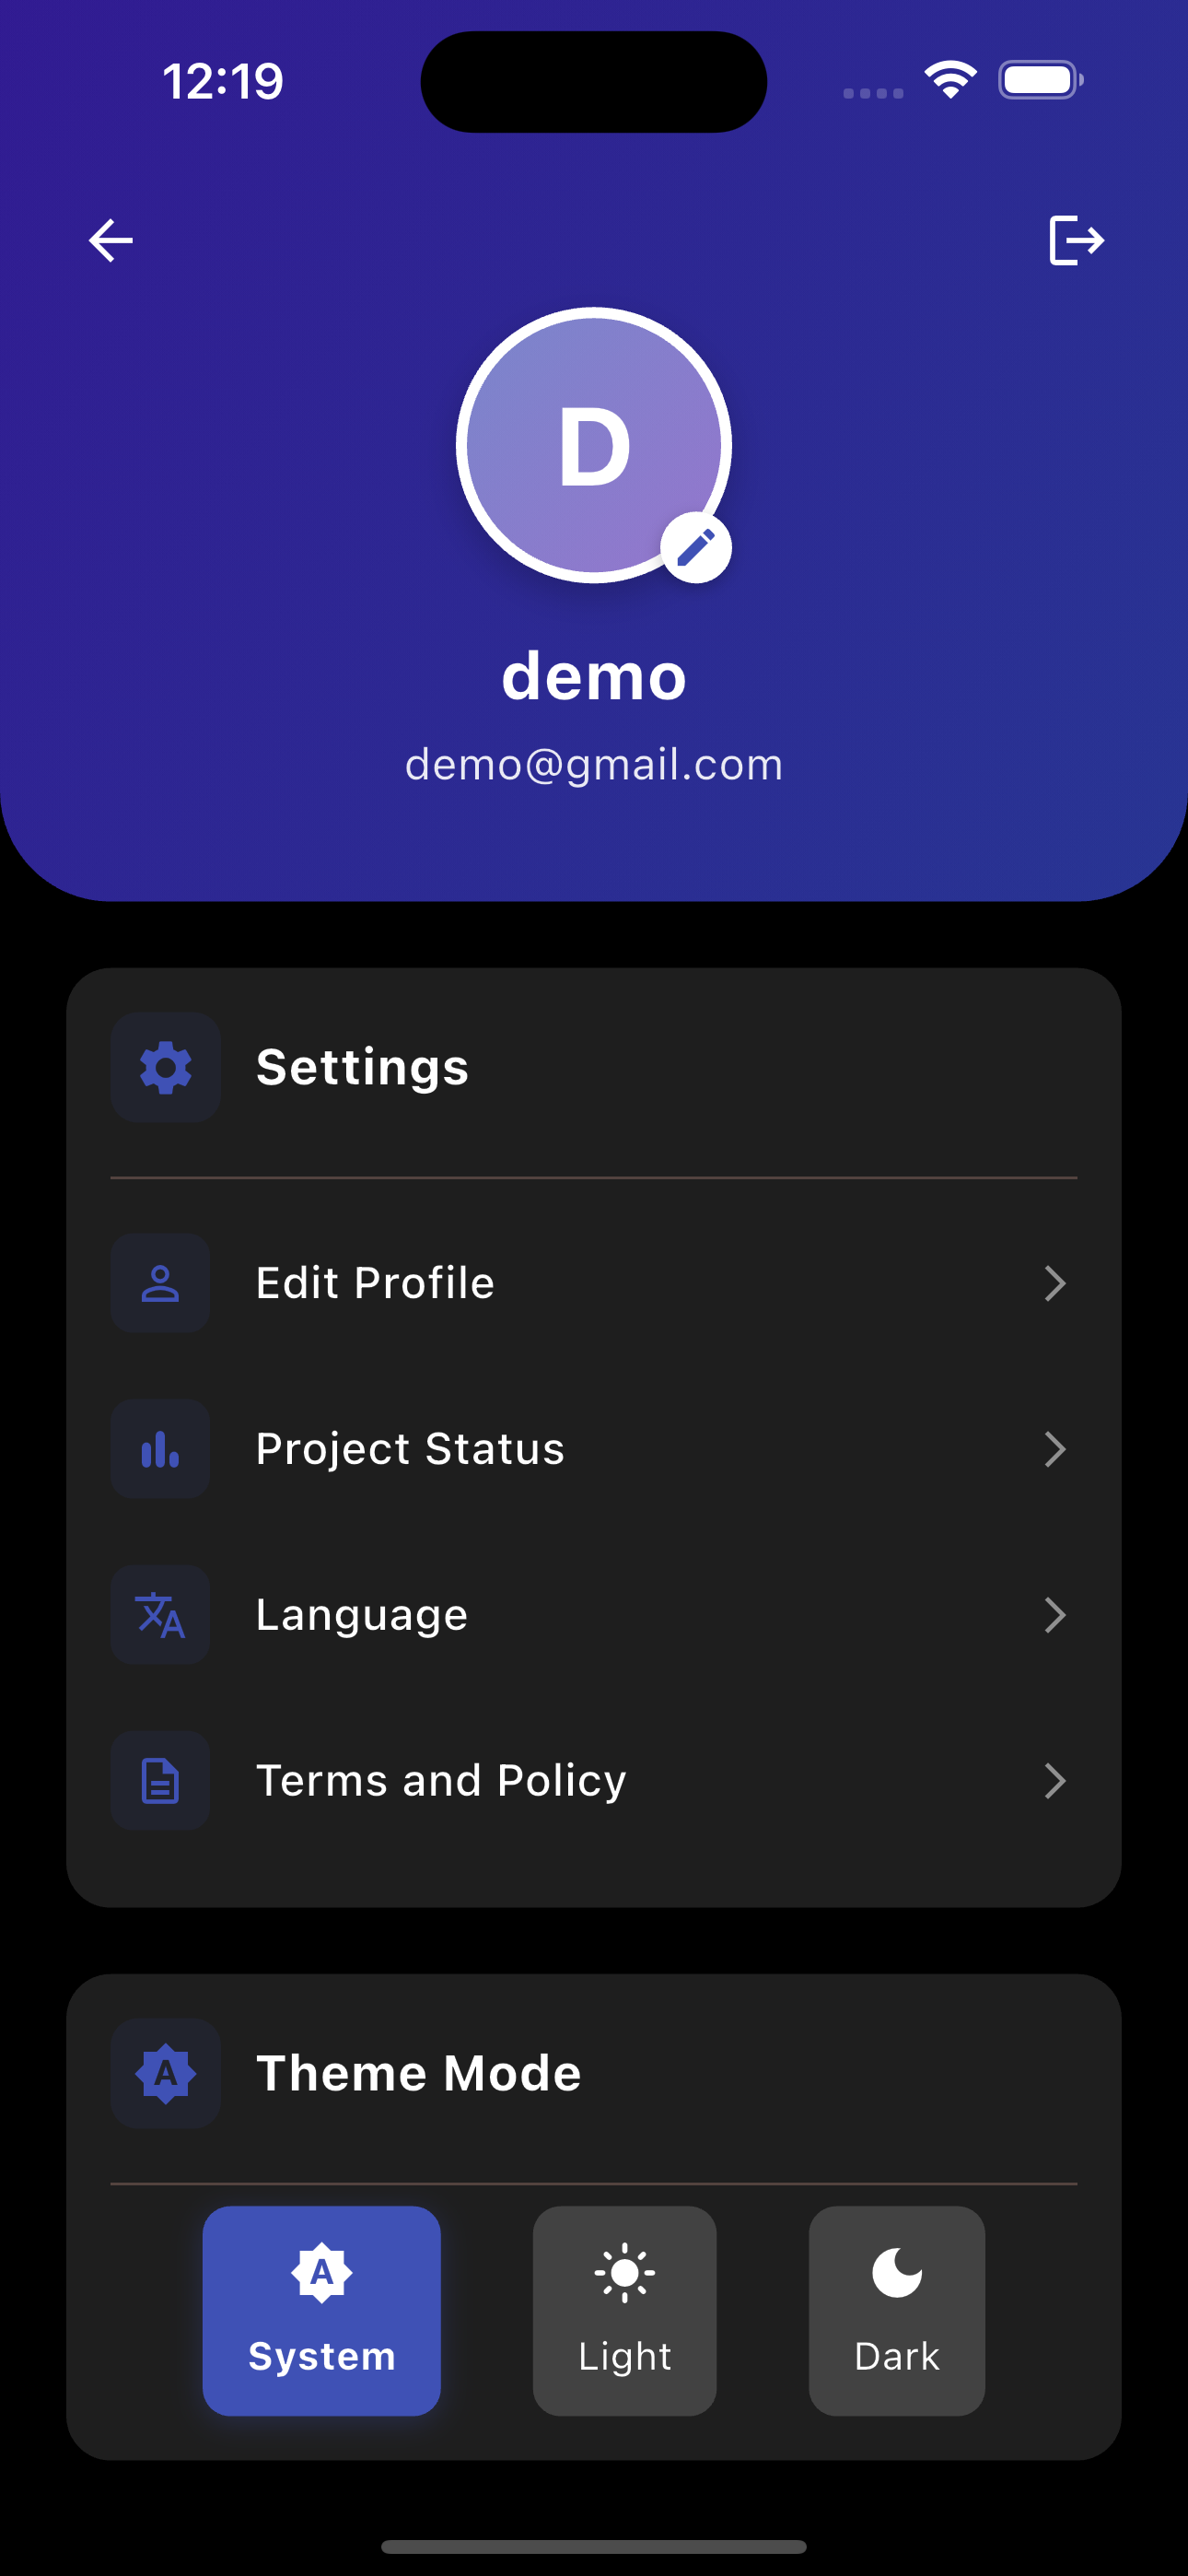 12:19
D
demo
demo@gmail.com
Settings
Edit Profile
Project Status
Language
Terms and Policy
Theme Mode
System
Light
Dark